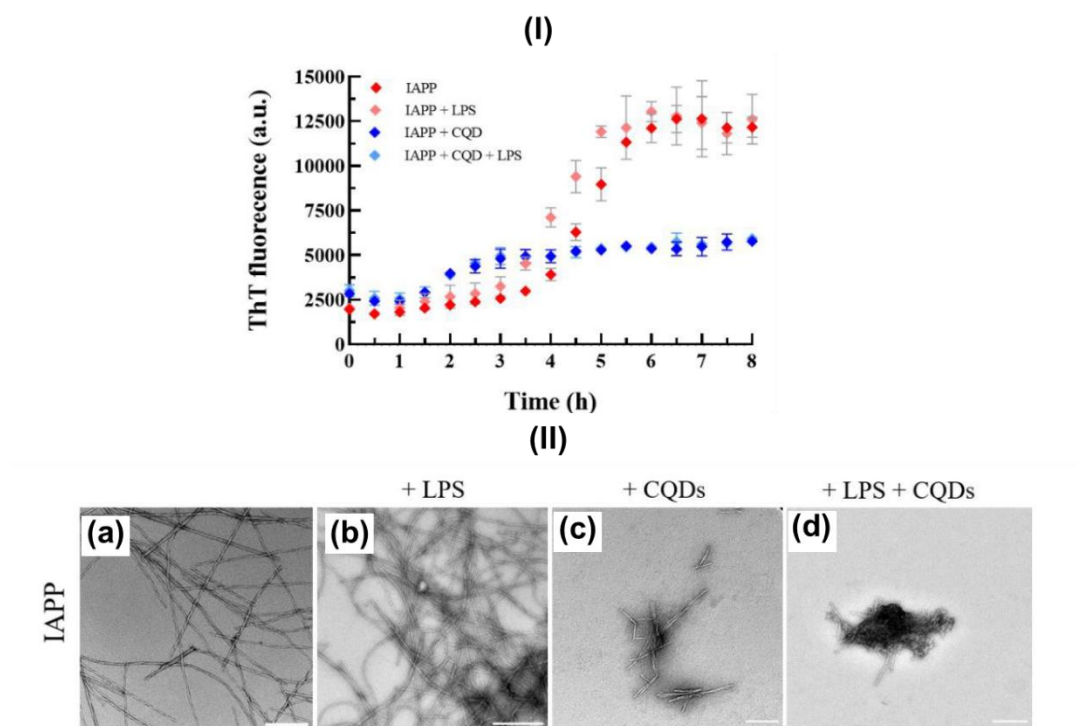 (I)
ThT fluorecence (a.u.)
15000
12500
10000
7500
5000
2500
0
IAPP
IAPP + LPS
IAPP + CQD
IAPP + CQD + LPS
0 1 2 3 4 5 6 7 8
Time (h)
(II)
+ LPS + CQDs + LPS + CQDs
IAPP
(a) (b) (c) (d)